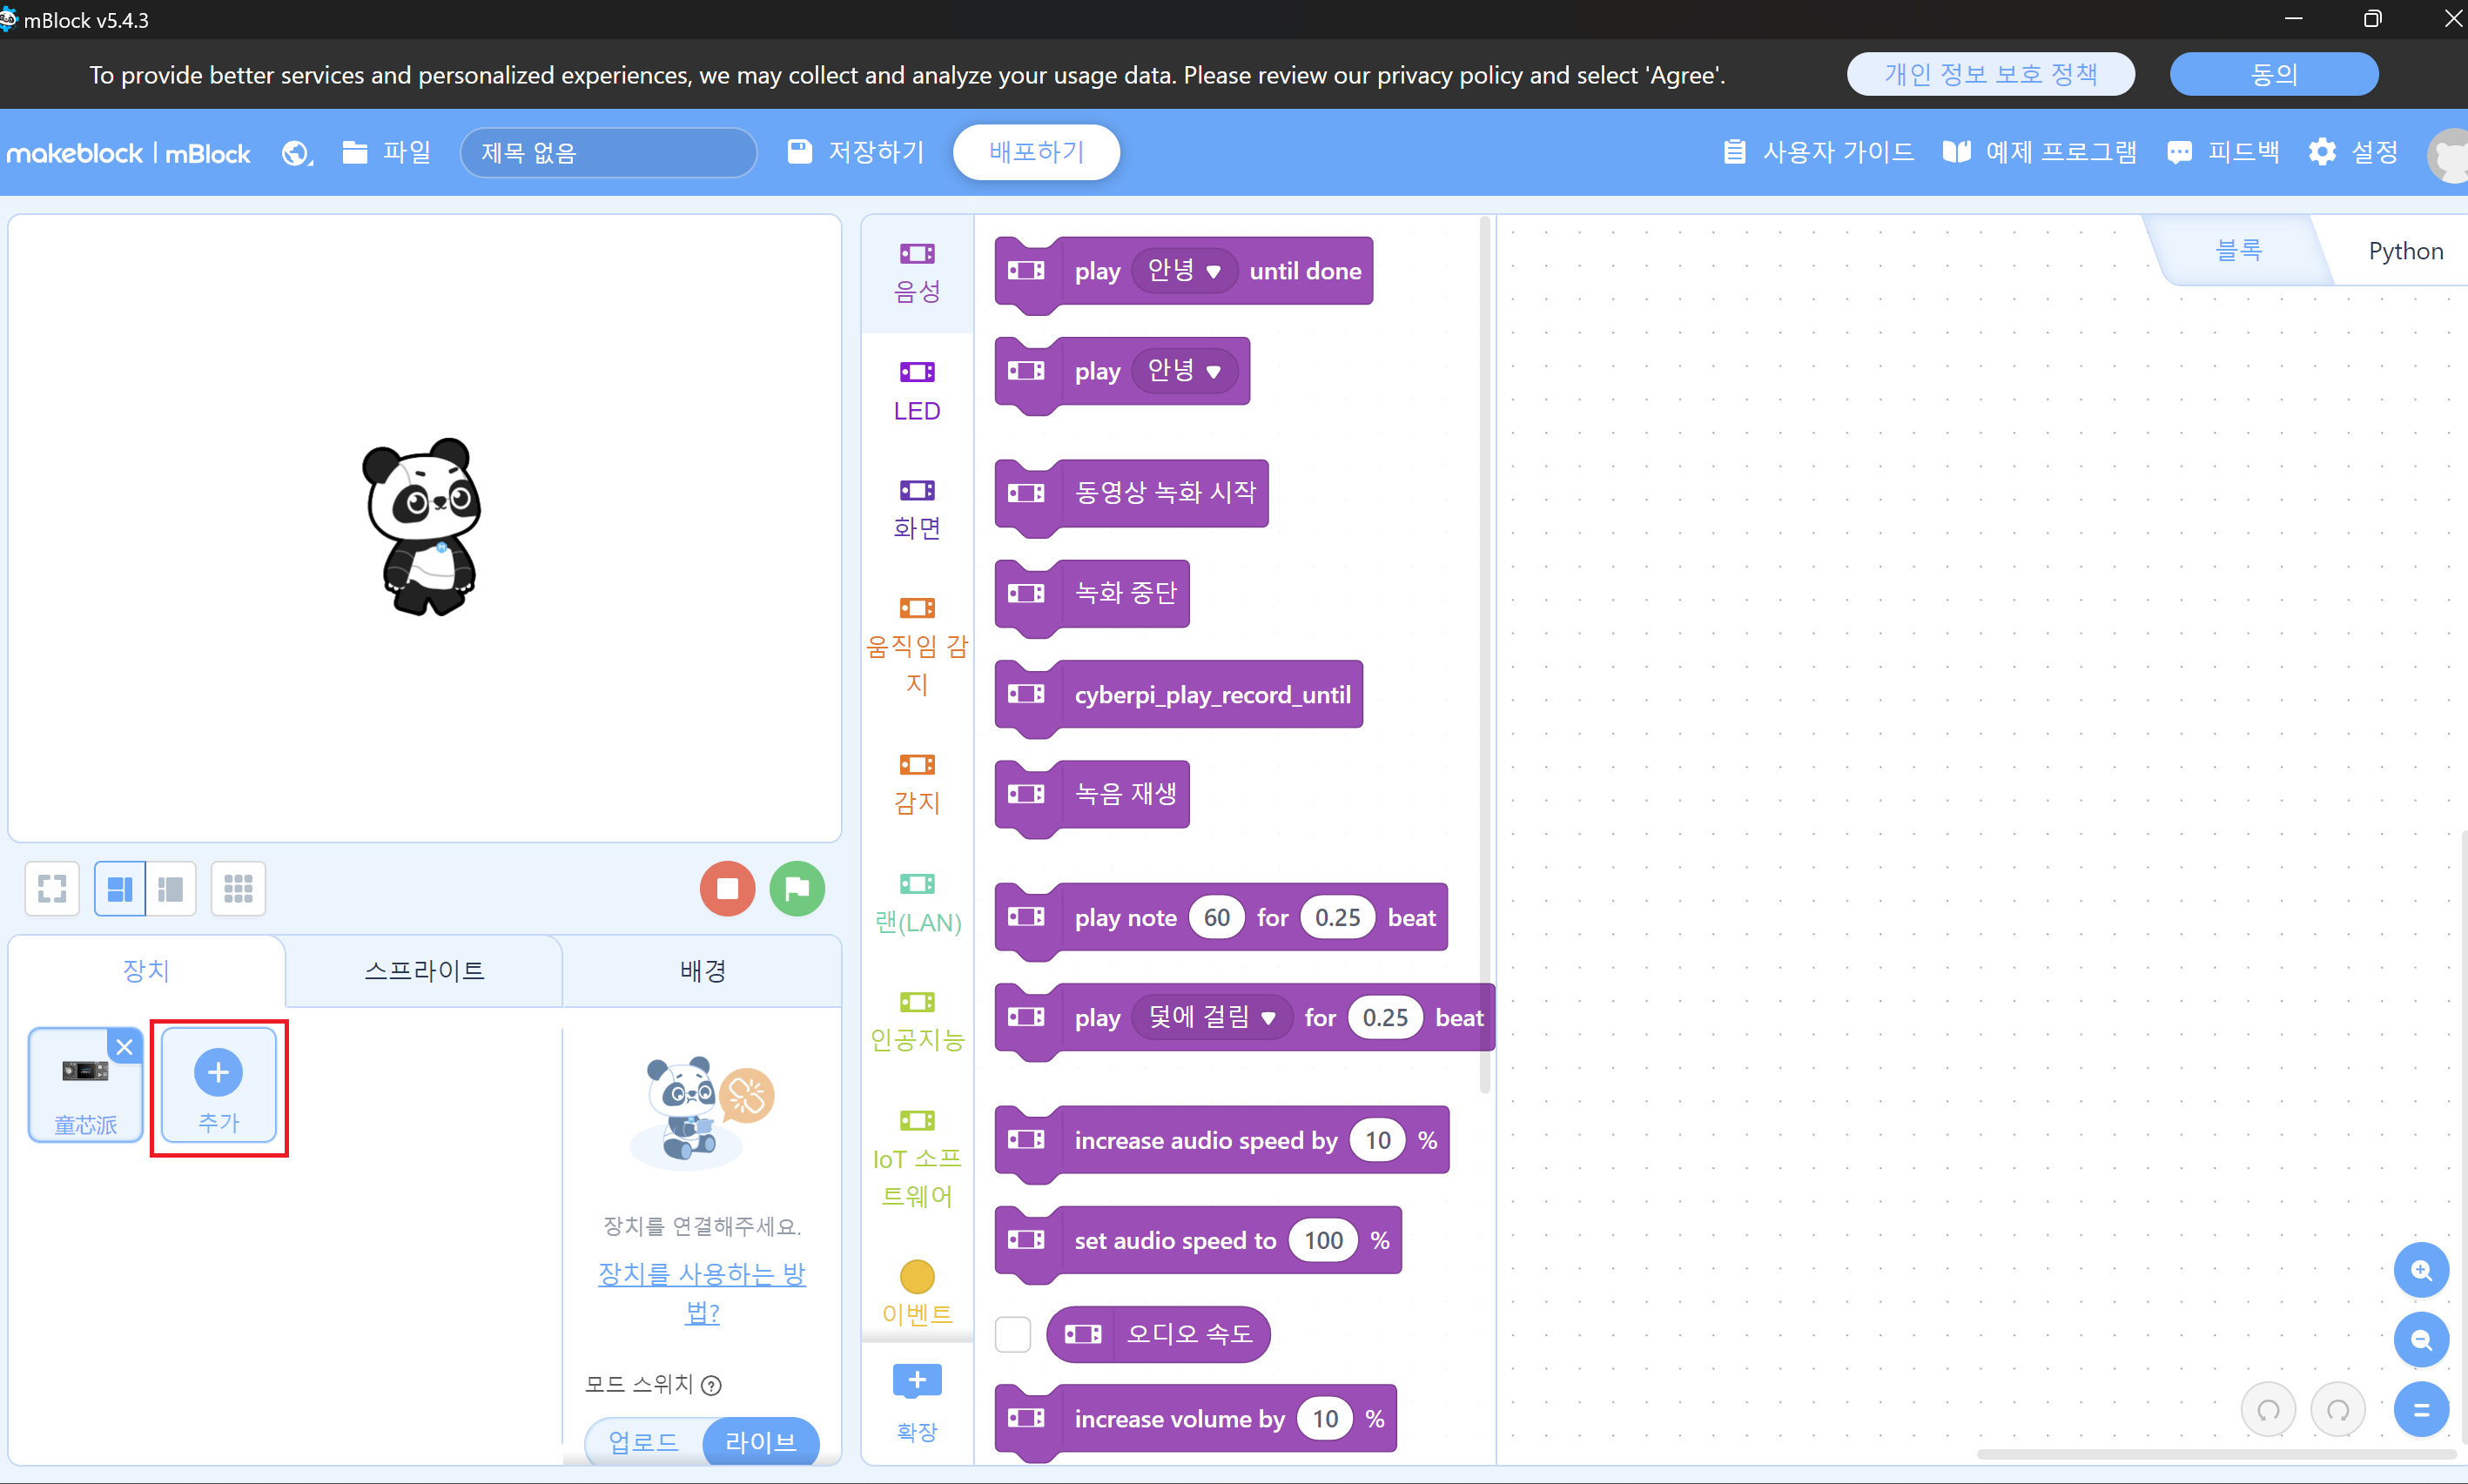 mBlock v5.4.3
To provide better services and personalized experiences, we may collect and analyze your usage data. Please review our privacy policy and select 'Agree'.
개인 정보 보호 정책
동의
makeblock | mBlock
파일
제목 없음
저장하기
배포하기
사용자 가이드
예제 프로그램
피드백
설정
음성
LED
화면
움직임 감
지
감지
랜(LAN)
인공지능
IoT 소프
트웨어
이벤트
확장
play 안녕 until done
play 안녕
동영상 녹화 시작
녹화 중단
cyberpi_play_record_until
녹음 재생
play note 60 for 0.25 beat
play 덫에 걸림 for 0.25 beat
increase audio speed by 10 %
set audio speed to 100 %
오디오 속도
increase volume by 10 %
블록
Python
장치
스프라이트
배경
童芯派
추가
장치를 연결해주세요.
장치를 사용하는 방
법?
모드 스위치 ?
업로드
라이브